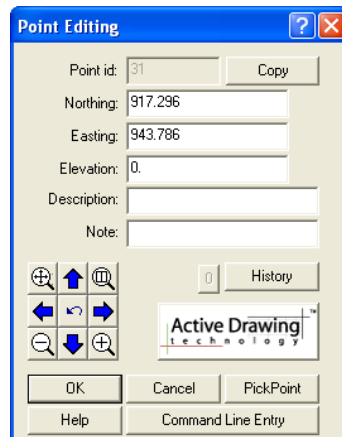 Point Editing
Point id: 31 Copy
Northing: 917.296
Easting: 943.786
Elevation: 0.
Description:
Note:
0 History
Active Drawing™
technology
OK Cancel PickPoint
Help Command Line Entry